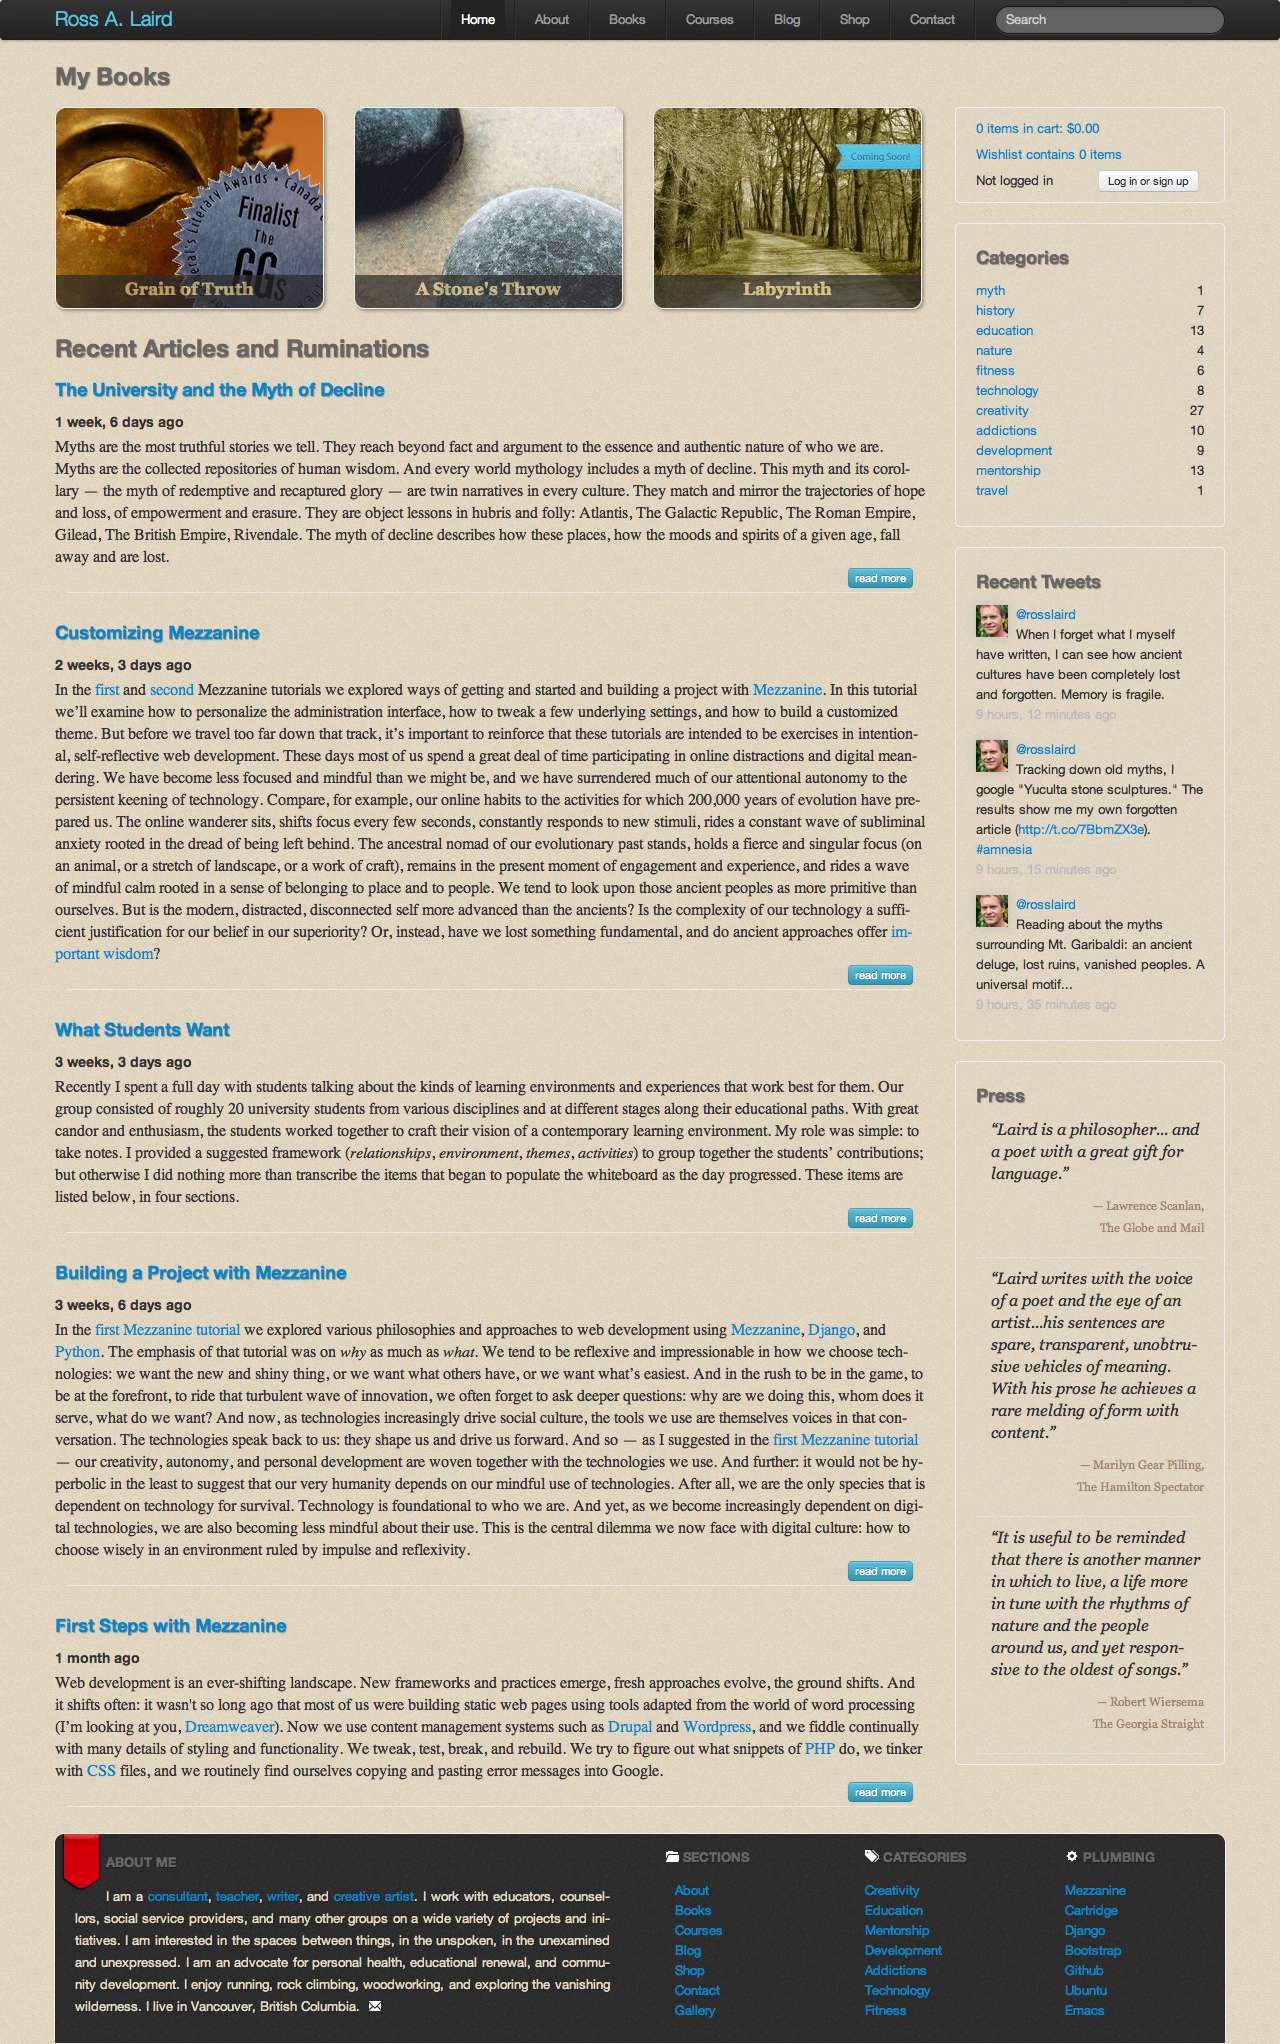 Ross A. Laird
Home About Books Courses Blog Shop Contact Search
My Books
Canada
's Literary Awards •
Finalist
The
GGs
Grain of Truth
A Stone's Throw
Coming Soon!
Labyrinth
Recent Articles and Ruminations
The University and the Myth of Decline
1 week, 6 days ago
Myths are the most truthful stories we tell. They reach beyond fact and argument to the essence and authentic nature of who we are.
Myths are the collected repositories of human wisdom. And every world mythology includes a myth of decline. This myth and its corol-
lary — the myth of redemptive and recaptured glory — are twin narratives in every culture. They match and mirror the trajectories of hope
and loss, of empowerment and erasure. They are object lessons in hubris and folly: Atlantis, The Galactic Republic, The Roman Empire,
Gilead, The British Empire, Rivendale. The myth of decline describes how these places, how the moods and spirits of a given age, fall
away and are lost.
read more
Customizing Mezzanine
2 weeks, 3 days ago
In the first and second Mezzanine tutorials we explored ways of getting and started and building a project with Mezzanine. In this tutorial
we’ll examine how to personalize the administration interface, how to tweak a few underlying settings, and how to build a customized
theme. But before we travel too far down that track, it’s important to reinforce that these tutorials are intended to be exercises in intention-
al, self-reflective web development. These days most of us spend a great deal of time participating in online distractions and digital mean-
dering. We have become less focused and mindful than we might be, and we have surrendered much of our attentional autonomy to the
persistent keening of technology. Compare, for example, our online habits to the activities for which 200,000 years of evolution have pre-
pared us. The online wanderer sits, shifts focus every few seconds, constantly responds to new stimuli, rides a constant wave of subliminal
anxiety rooted in the dread of being left behind. The ancestral nomad of our evolutionary past stands, holds a fierce and singular focus (on
an animal, or a stretch of landscape, or a work of craft), remains in the present moment of engagement and experience, and rides a wave
of mindful calm rooted in a sense of belonging to place and to people. We tend to look upon those ancient peoples as more primitive than
ourselves. But is the modern, distracted, disconnected self more advanced than the ancients? Is the complexity of our technology a suffi-
cient justification for our belief in our superiority? Or, instead, have we lost something fundamental, and do ancient approaches offer im-
portant wisdom?
read more
What Students Want
3 weeks, 3 days ago
Recently I spent a full day with students talking about the kinds of learning environments and experiences that work best for them. Our
group consisted of roughly 20 university students from various disciplines and at different stages along their educational paths. With great
candor and enthusiasm, the students worked together to craft their vision of a contemporary learning environment. My role was simple: to
take notes. I provided a suggested framework (relationships, environment, themes, activities) to group together the students’ contributions;
but otherwise I did nothing more than transcribe the items that began to populate the whiteboard as the day progressed. These items are
listed below, in four sections.
read more
Building a Project with Mezzanine
3 weeks, 6 days ago
In the first Mezzanine tutorial we explored various philosophies and approaches to web development using Mezzanine, Django, and
Python. The emphasis of that tutorial was on why as much as what. We tend to be reflexive and impressionable in how we choose tech-
nologies: we want the new and shiny thing, or we want what others have, or we want what’s easiest. And in the rush to be in the game, to
be at the forefront, to ride that turbulent wave of innovation, we often forget to ask deeper questions: why are we doing this, whom does it
serve, what do we want? And now, as technologies increasingly drive social culture, the tools we use are themselves voices in that con-
versation. The technologies speak back to us: they shape us and drive us forward. And so — as I suggested in the first Mezzanine tutorial
— our creativity, autonomy, and personal development are woven together with the technologies we use. And further: it would not be hy-
perbolic in the least to suggest that our very humanity depends on our mindful use of technologies. After all, we are the only species that is
dependent on technology for survival. Technology is foundational to who we are. And yet, as we become increasingly dependent on digi-
tal technologies, we are also becoming less mindful about their use. This is the central dilemma we now face with digital culture: how to
choose wisely in an environment ruled by impulse and reflexivity.
read more
First Steps with Mezzanine
1 month ago
Web development is an ever-shifting landscape. New frameworks and practices emerge, fresh approaches evolve, the ground shifts. And
it shifts often: it wasn't so long ago that most of us were building static web pages using tools adapted from the world of word processing
(I’m looking at you, Dreamweaver). Now we use content management systems such as Drupal and Wordpress, and we fiddle continually
with many details of styling and functionality. We tweak, test, break, and rebuild. We try to figure out what snippets of PHP do, we tinker
with CSS files, and we routinely find ourselves copying and pasting error messages into Google.
read more
0 items in cart: $0.00
Wishlist contains 0 items
Not logged in Log in or sign up
Categories
myth 1
history 7
education 13
nature 4
fitness 6
technology 8
creativity 27
addictions 10
development 9
mentorship 13
travel 1
Recent Tweets
@rosslaird
When I forget what I myself
have written, I can see how ancient
cultures have been completely lost
and forgotten. Memory is fragile.
9 hours, 12 minutes ago
@rosslaird
Tracking down old myths, I
google "Yuculta stone sculptures." The
results show me my own forgotten
article (http://t.co/7BbmZX3e).
#amnesia
9 hours, 15 minutes ago
@rosslaird
Reading about the myths
surrounding Mt. Garibaldi: an ancient
deluge, lost ruins, vanished peoples. A
universal motif...
9 hours, 35 minutes ago
Press
“Laird is a philosopher... and
a poet with a great gift for
language.”
— Lawrence Scanlan,
The Globe and Mail
“Laird writes with the voice
of a poet and the eye of an
artist...his sentences are
spare, transparent, unobtru-
sive vehicles of meaning.
With his prose he achieves a
rare melding of form with
content.”
— Marilyn Gear Pilling,
The Hamilton Spectator
“It is useful to be reminded
that there is another manner
in which to live, a life more
in tune with the rhythms of
nature and the people
around us, and yet respon-
sive to the oldest of songs.”
— Robert Wiersema
The Georgia Straight
ABOUT ME
I am a consultant, teacher, writer, and creative artist. I work with educators, counsel-
lors, social service providers, and many other groups on a wide variety of projects and ini-
tiatives. I am interested in the spaces between things, in the unspoken, in the unexamined
and unexpressed. I am an advocate for personal health, educational renewal, and commu-
nity development. I enjoy running, rock climbing, woodworking, and exploring the vanishing
wilderness. I live in Vancouver, British Columbia.
SECTIONS
About
Books
Courses
Blog
Shop
Contact
Gallery
CATEGORIES
Creativity
Education
Mentorship
Development
Addictions
Technology
Fitness
PLUMBING
Mezzanine
Cartridge
Django
Bootstrap
Github
Ubuntu
Emacs